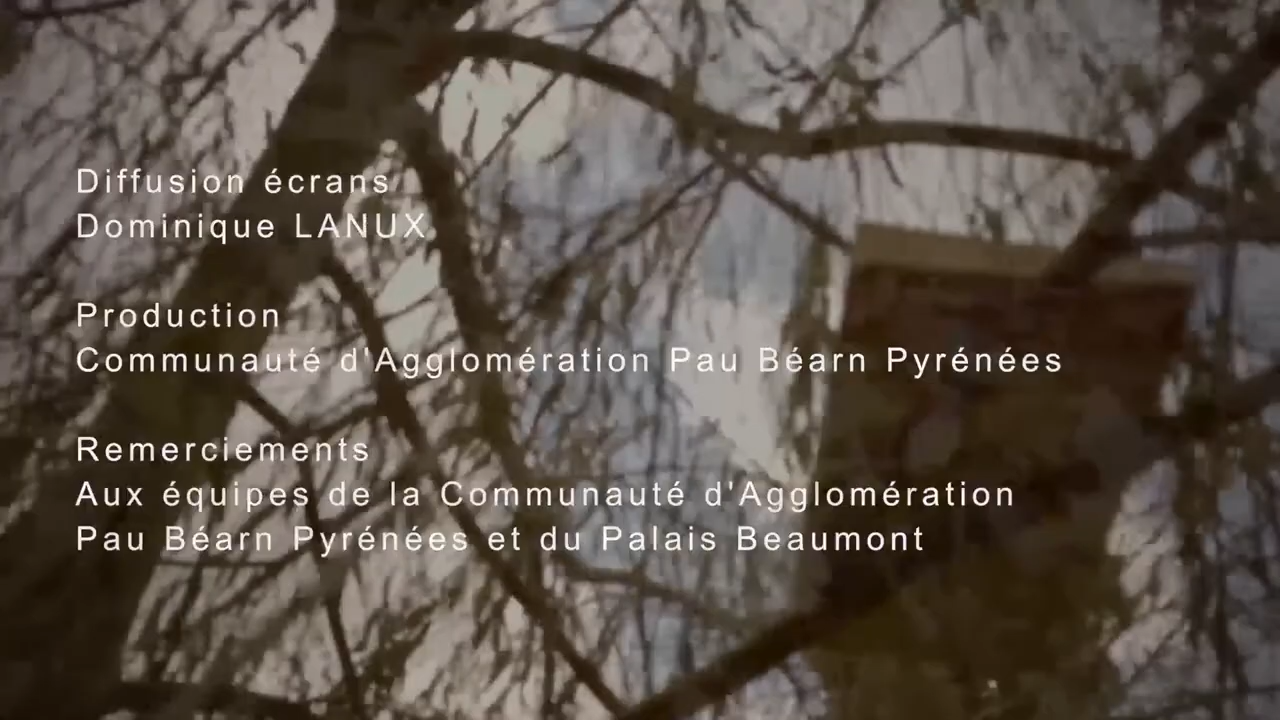 Diffusion écrans
Dominique LANUX
Production
Communauté d'Agglomération Pau Béarn Pyrénées
Remerciements
Aux équipes de la Communauté d'Agglomération
Pau Béarn Pyrénées et du Palais Beaumont